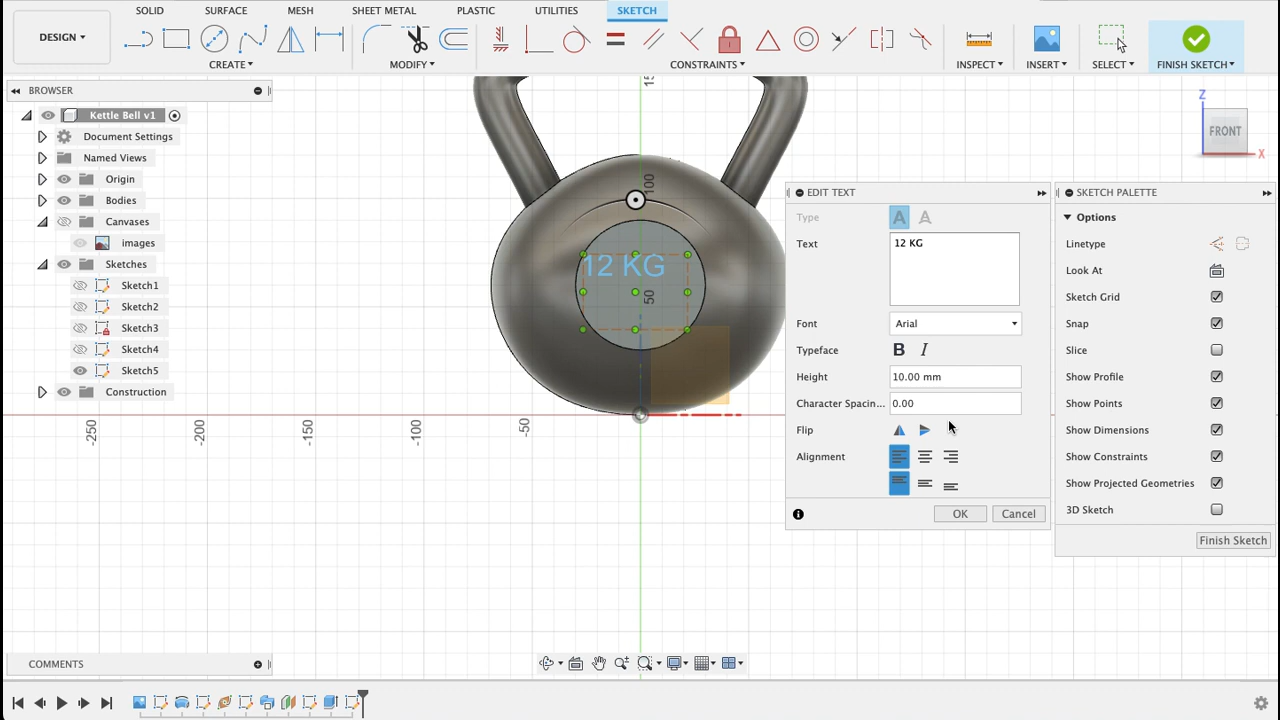 SOLID SURFACE MESH SHEET METAL PLASTIC UTILITIES SKETCH
DESIGN
CREATE MODIFY CONSTRAINTS INSPECT INSERT SELECT FINISH SKETCH
BROWSER
Kettle Bell v1
Document Settings
Named Views
Origin
Bodies
Canvases
images
Sketches
Sketch1
Sketch2
Sketch3
Sketch4
Sketch5
Construction
100
50
12 KG
-250
-200
-150
-100
-50
Z
FRONT
X
EDIT TEXT
Type
Text 12 KG
Font Arial
Typeface B I
Height 10.00 mm
Character Spacin... 0.00
Flip
Alignment
OK Cancel
SKETCH PALETTE
Options
Linetype
Look At
Sketch Grid
Snap
Slice
Show Profile
Show Points
Show Dimensions
Show Constraints
Show Projected Geometries
3D Sketch
Finish Sketch
COMMENTS